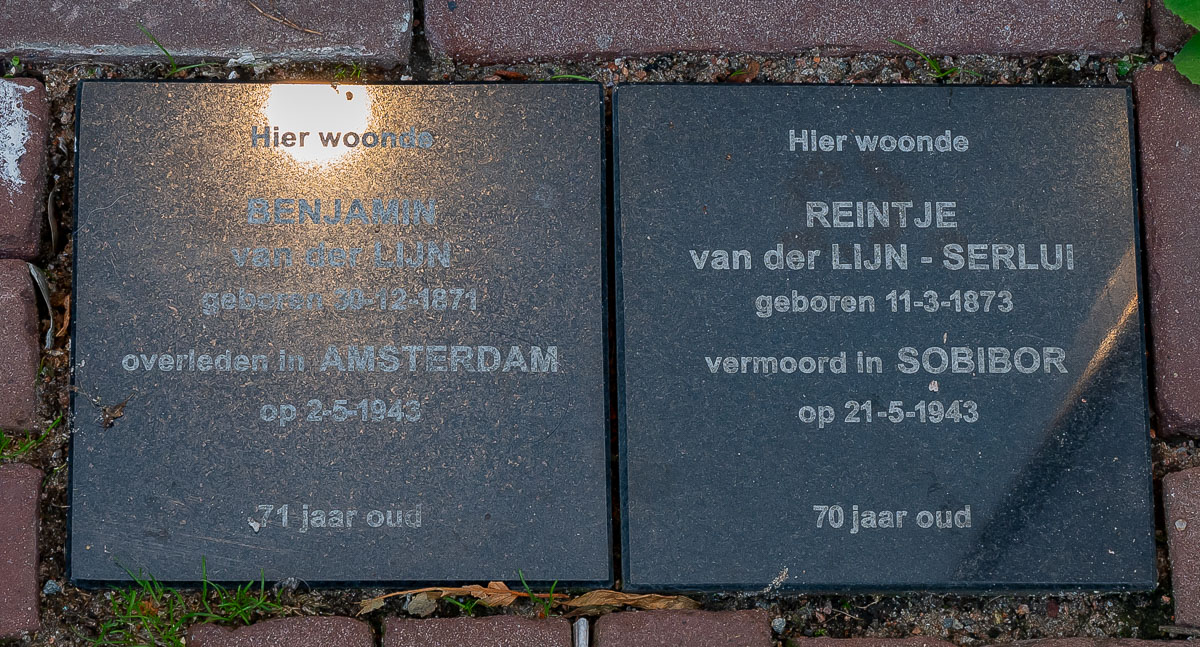 Hier woonde
BENJAMIN
van der LIJN
geboren 30-12-1871
overleden in AMSTERDAM
op 2-5-1943
71 jaar oud
Hier woonde
REINTJE
van der LIJN - SERLUI
geboren 11-3-1873
vermoord in SOBIBOR
op 21-5-1943
70 jaar oud